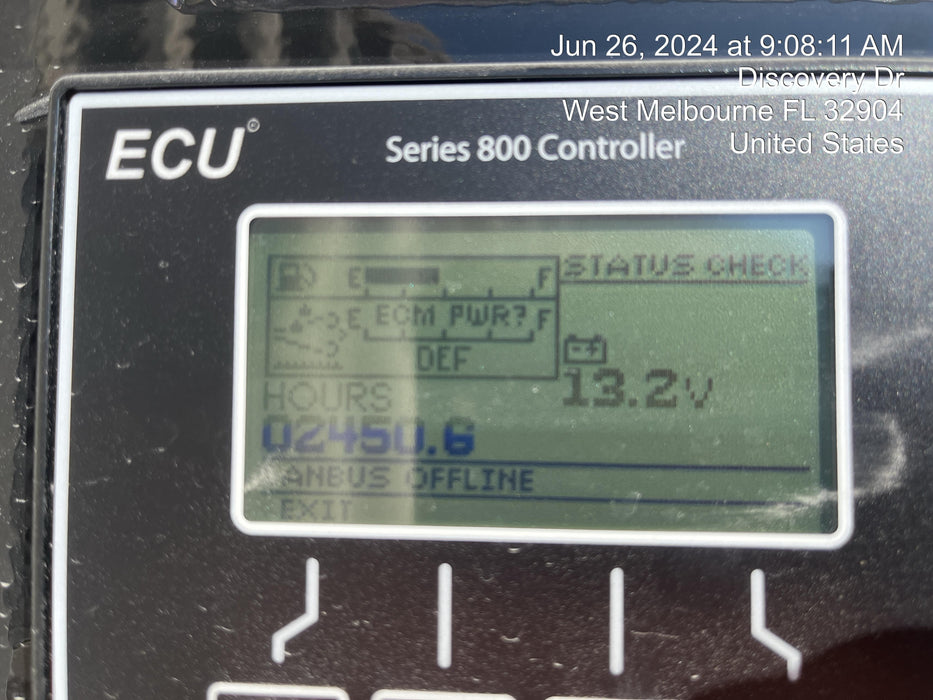 Jun 26, 2024 at 9:08:11 AM
Discovery Dr
West Melbourne FL 32904
United States
ECU®
Series 800 Controller
E F
STATUS CHECK
E ECM PWR? F
DEF
13.2V
HOURS
02450.6
ANBUS OFFLINE
EXIT